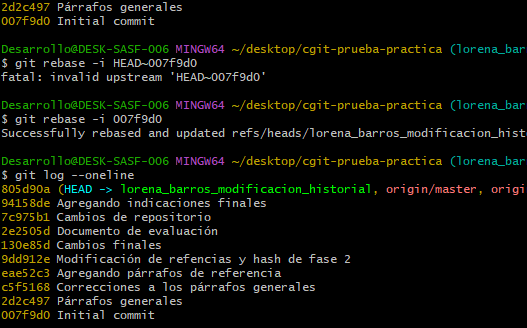 2d2c497 Párrafos generales
007f9d0 Initial commit
Desarrollo@DESK-SASF-006 MINGW64 ~/desktop/cgit-prueba-practica (lorena_bar
$ git rebase -i HEAD~007f9d0
fatal: invalid upstream 'HEAD~007f9d0'
Desarrollo@DESK-SASF-006 MINGW64 ~/desktop/cgit-prueba-practica (lorena_bar
$ git rebase -i 007f9d0
Successfully rebased and updated refs/heads/lorena_barros_modificacion_hist
Desarrollo@DESK-SASF-006 MINGW64 ~/desktop/cgit-prueba-practica (lorena_bar
$ git log --oneline
805d90a (HEAD -> lorena_barros_modificacion_historial, origin/master, origi
94158de Agregando indicaciones finales
7c975b1 Cambios de repositorio
2e2505d Documento de evaluación
130e85d Cambios finales
9dd912e Modificación de refencias y hash de fase 2
eae52c3 Agregando párrafos de referencia
c5f5168 Correcciones a los párrafos generales
2d2c497 Párrafos generales
007f9d0 Initial commit